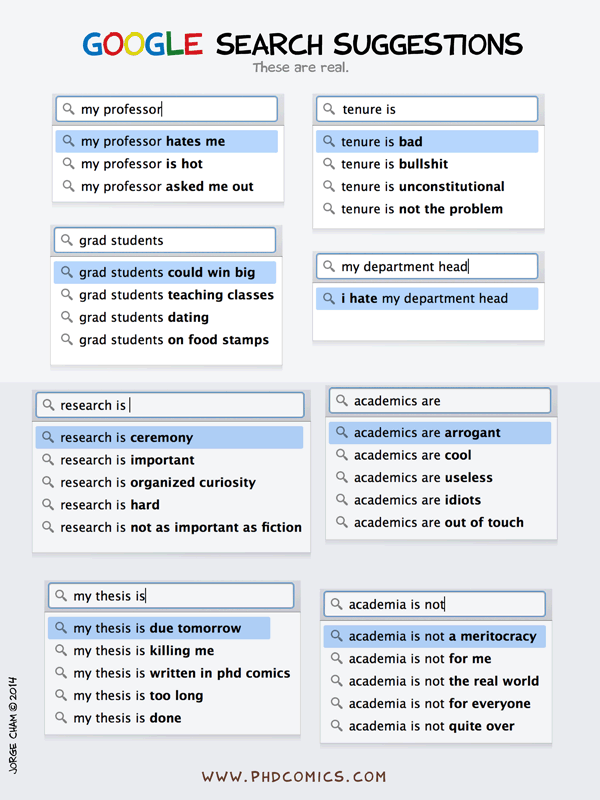 GOOGLE SEARCH SUGGESTIONS
These are real.
my professor
my professor hates me
my professor is hot
my professor asked me out
tenure is
tenure is bad
tenure is bullshit
tenure is unconstitutional
tenure is not the problem
grad students
grad students could win big
grad students teaching classes
grad students dating
grad students on food stamps
my department head
i hate my department head
research is
research is ceremony
research is important
research is organized curiosity
research is hard
research is not as important as fiction
academics are
academics are arrogant
academics are cool
academics are useless
academics are idiots
academics are out of touch
my thesis is
my thesis is due tomorrow
my thesis is killing me
my thesis is written in phd comics
my thesis is too long
my thesis is done
academia is not
academia is not a meritocracy
academia is not for me
academia is not the real world
academia is not for everyone
academia is not quite over
JORGE CHAM © 2014
WWW.PHDCOMICS.COM